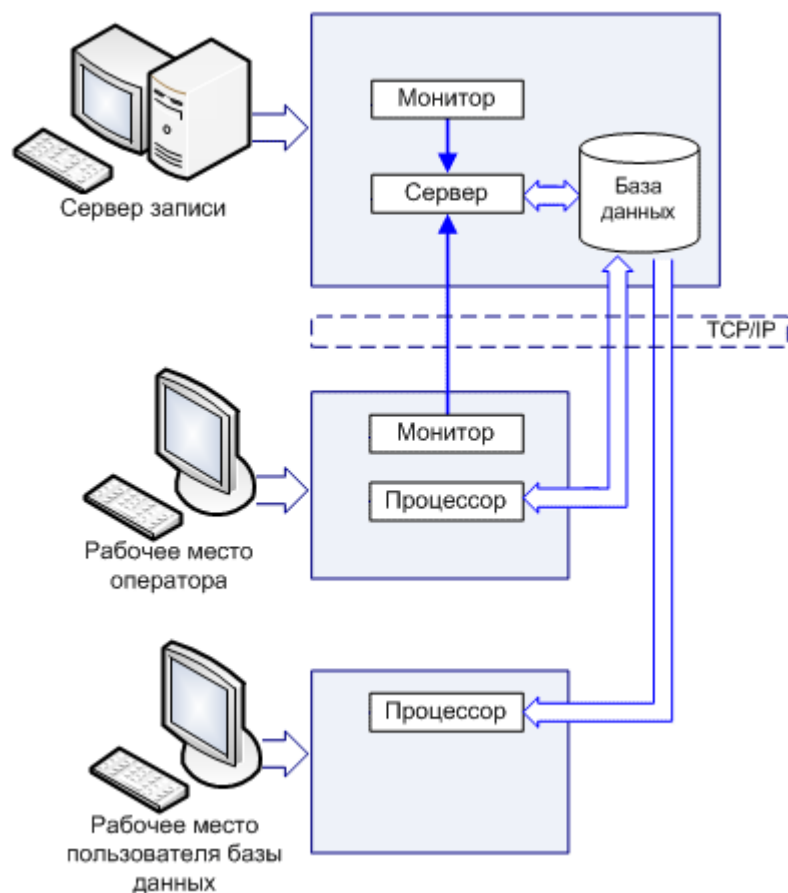 Монитор
Сервер
База
данных
Сервер записи
TCP/IP
Монитор
Процессор
Рабочее место
оператора
Процессор
Рабочее место
пользователя базы
данных